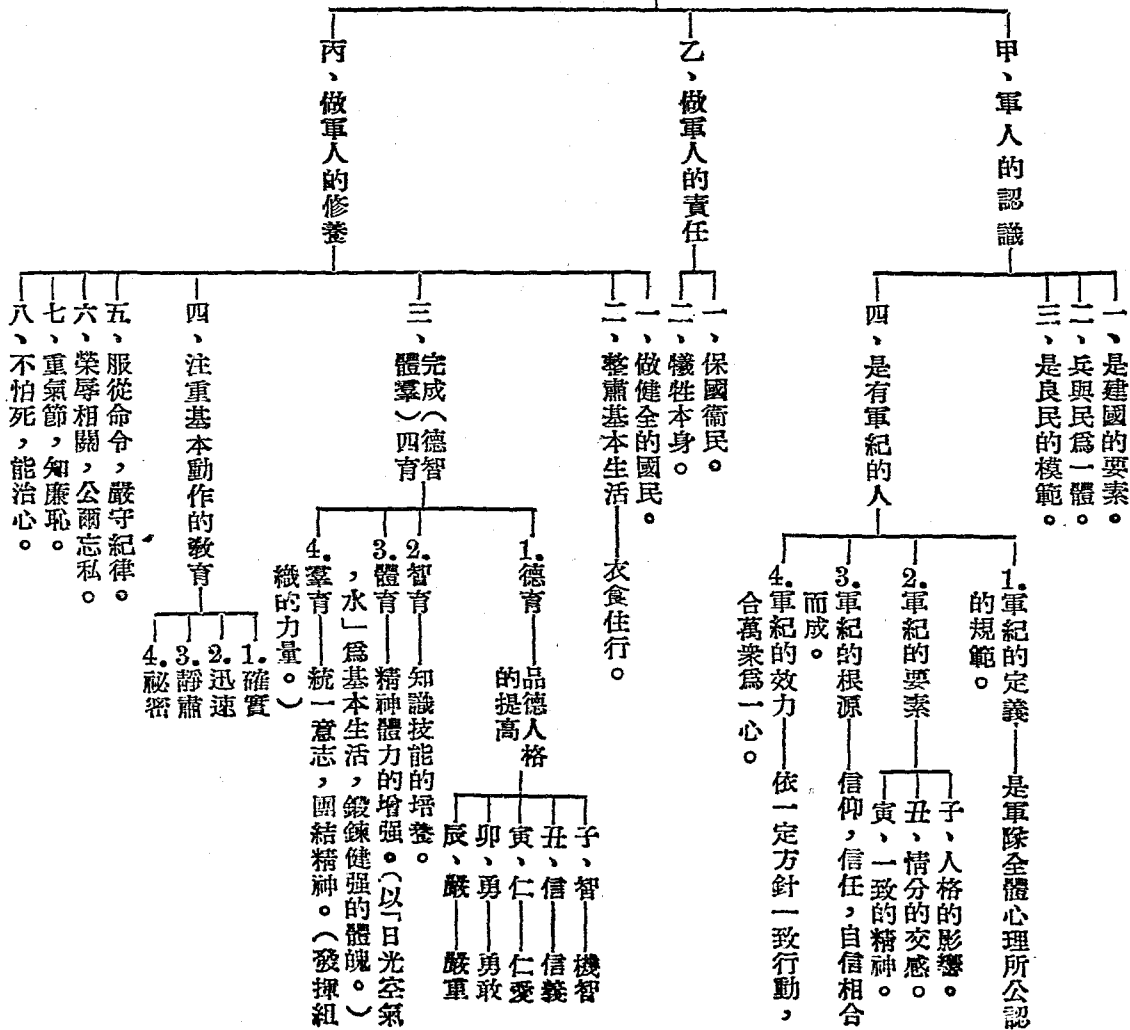 甲、軍人的認識
一、是建國的要素。
二、兵與民爲一體。
三、是良民的模範。
四、是有軍紀的人
1.軍紀的定義——是軍隊全體心理所公認
的規範。
2.軍紀的要素
子、人格的影響。
丑、情分的交感。
寅、一致的精神。
3.軍紀的根源——信仰，信任，自信相合
而成。
4.軍紀的效力——依一定方針一致行動，
合萬衆爲一心。
乙、做軍人的責任
一、保國衞民。
二、犧牲本身。
丙、做軍人的修養
一、做健全的國民。
二、整肅基本生活——衣食住行。
三、完成（德智
體羣）四育
1.德育——品德人格
的提高
子、智——機智
丑、信——信義
寅、仁——仁愛
卯、勇——勇敢
辰、嚴——嚴重
2.智育——知識技能的培養。
3.體育——精神體力的增强。（以「日光空氣
，水」爲基本生活，鍛鍊健强的體魄。）
4.羣育——統一意志，團結精神。（發揮組
織的力量。）
四、注重基本動作的敎育
1.確實
2.迅速
3.靜肅
4.祕密
五、服從命令，嚴守紀律。
六、榮辱相關，公爾忘私。
七、重氣節，知廉恥。
八、不怕死，能治心。